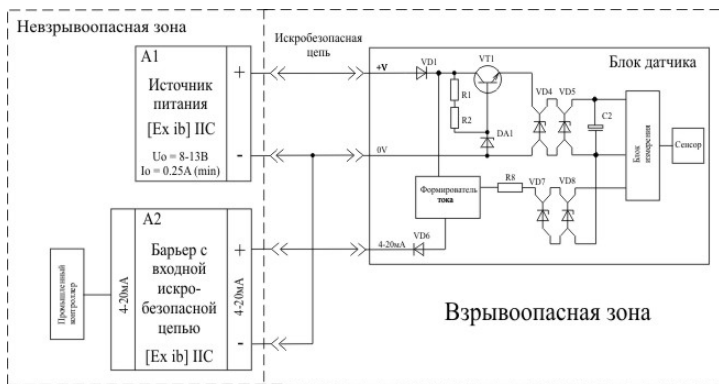 Невзрывоопасная зона
A1
+
Источник
питания
[Ex ib] IIC
Uo = 8-13В
Io = 0.25A (min)
-
Искробезопасная
цепь
Блок датчика
+V
VD1
VT1
R1
R2
DA1
VD4
VD5
C2
0V
Блок
измерения
Сенсор
Формирователь
тока
R8
VD7
VD8
4-20мА
VD6
Промышленный
контроллер
4-20мА
A2
+
Барьер с
входной
искро-
безопасной
цепью
[Ex ib] IIC
4-20мА
-
Взрывоопасная зона